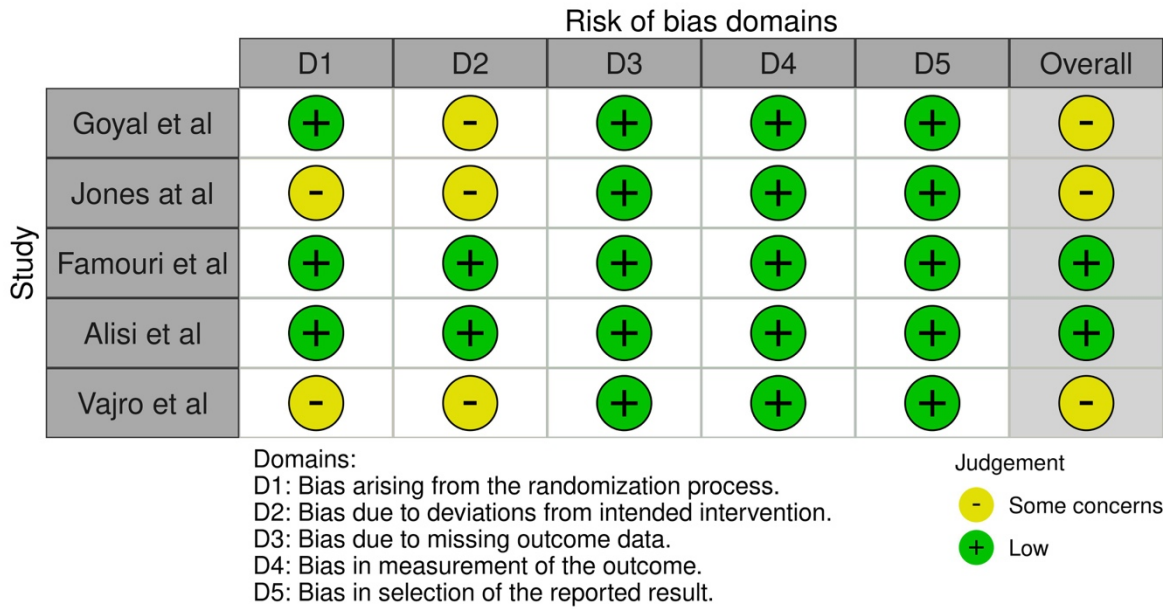 Risk of bias domains
D1 D2 D3 D4 D5 Overall
Study
Goyal et al + - + + + -
Jones at al - - + + + -
Famouri et al + + + + + +
Alisi et al + + + + + +
Vajro et al - - + + + -
Domains:
D1: Bias arising from the randomization process.
D2: Bias due to deviations from intended intervention.
D3: Bias due to missing outcome data.
D4: Bias in measurement of the outcome.
D5: Bias in selection of the reported result.
Judgement
- Some concerns
+ Low